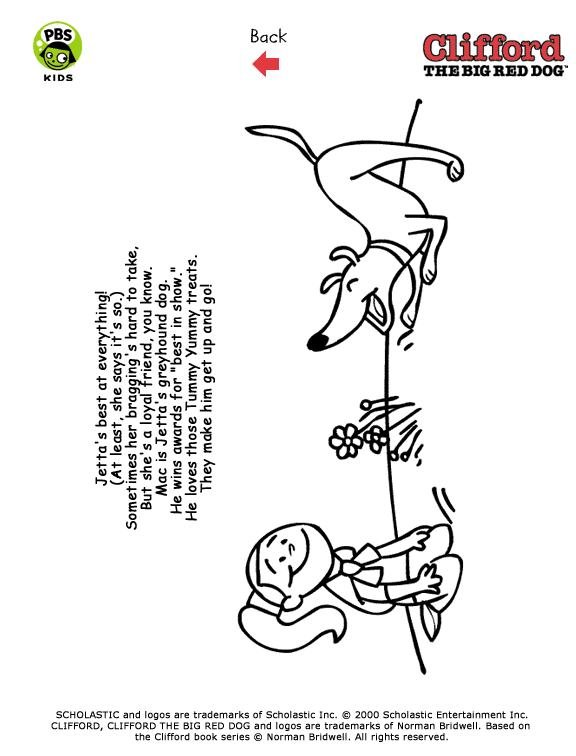 PBS
KIDS
Back
Clifford
THE BIG RED DOG™
Jetta's best at everything!
(At least, she says it's so.)
Sometimes her bragging's hard to take,
But she's a loyal friend, you know.
Mac is Jetta's greyhound dog.
He wins awards for "best in show."
He loves those Tummy Yummy treats.
They make him get up and go!
SCHOLASTIC and logos are trademarks of Scholastic Inc. © 2000 Scholastic Entertainment Inc.
CLIFFORD, CLIFFORD THE BIG RED DOG and logos are trademarks of Norman Bridwell. Based on
the Clifford book series © Norman Bridwell. All rights reserved.